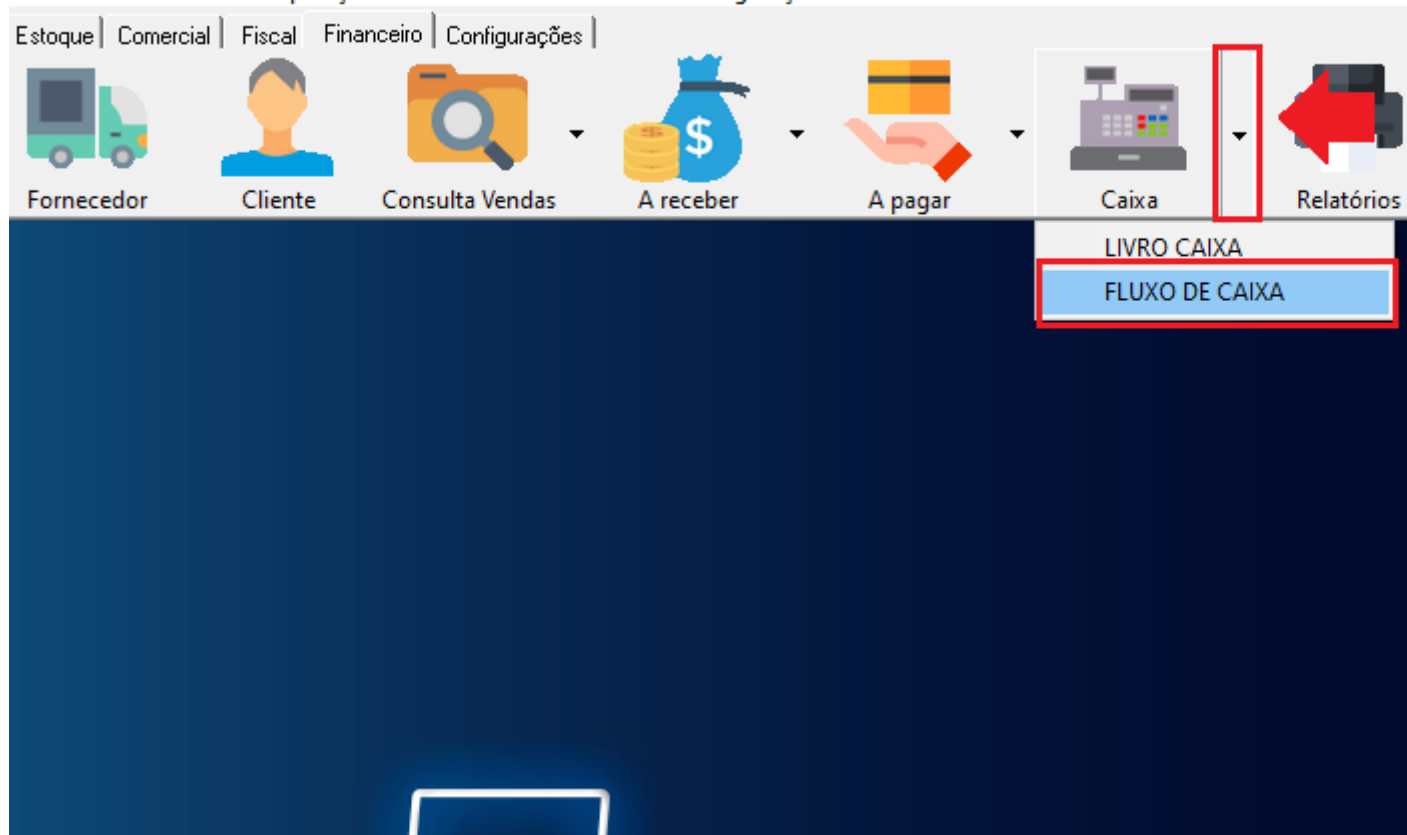 Estoque Comercial Fiscal Financeiro Configurações
Fornecedor Cliente Consulta Vendas A receber A pagar Caixa Relatórios
LIVRO CAIXA
FLUXO DE CAIXA